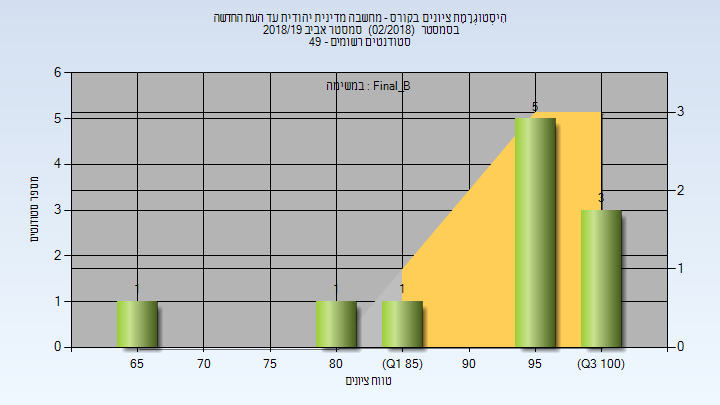 הִיסְטוֹגְרָמַת ציונים בקורס - מחשבה מדינית יהודית עד העת החדשה
בסמסטר (02/2018) סמסטר אביב 2018/19
סטודנטים רשומים - 49
במשימה : Final_B
מספר סטודנטים
6
5
4
3
2
1
0
3
2
1
0
1
1
1
5
3
65
70
75
80
(Q1 85)
90
95
(Q3 100)
טווח ציונים